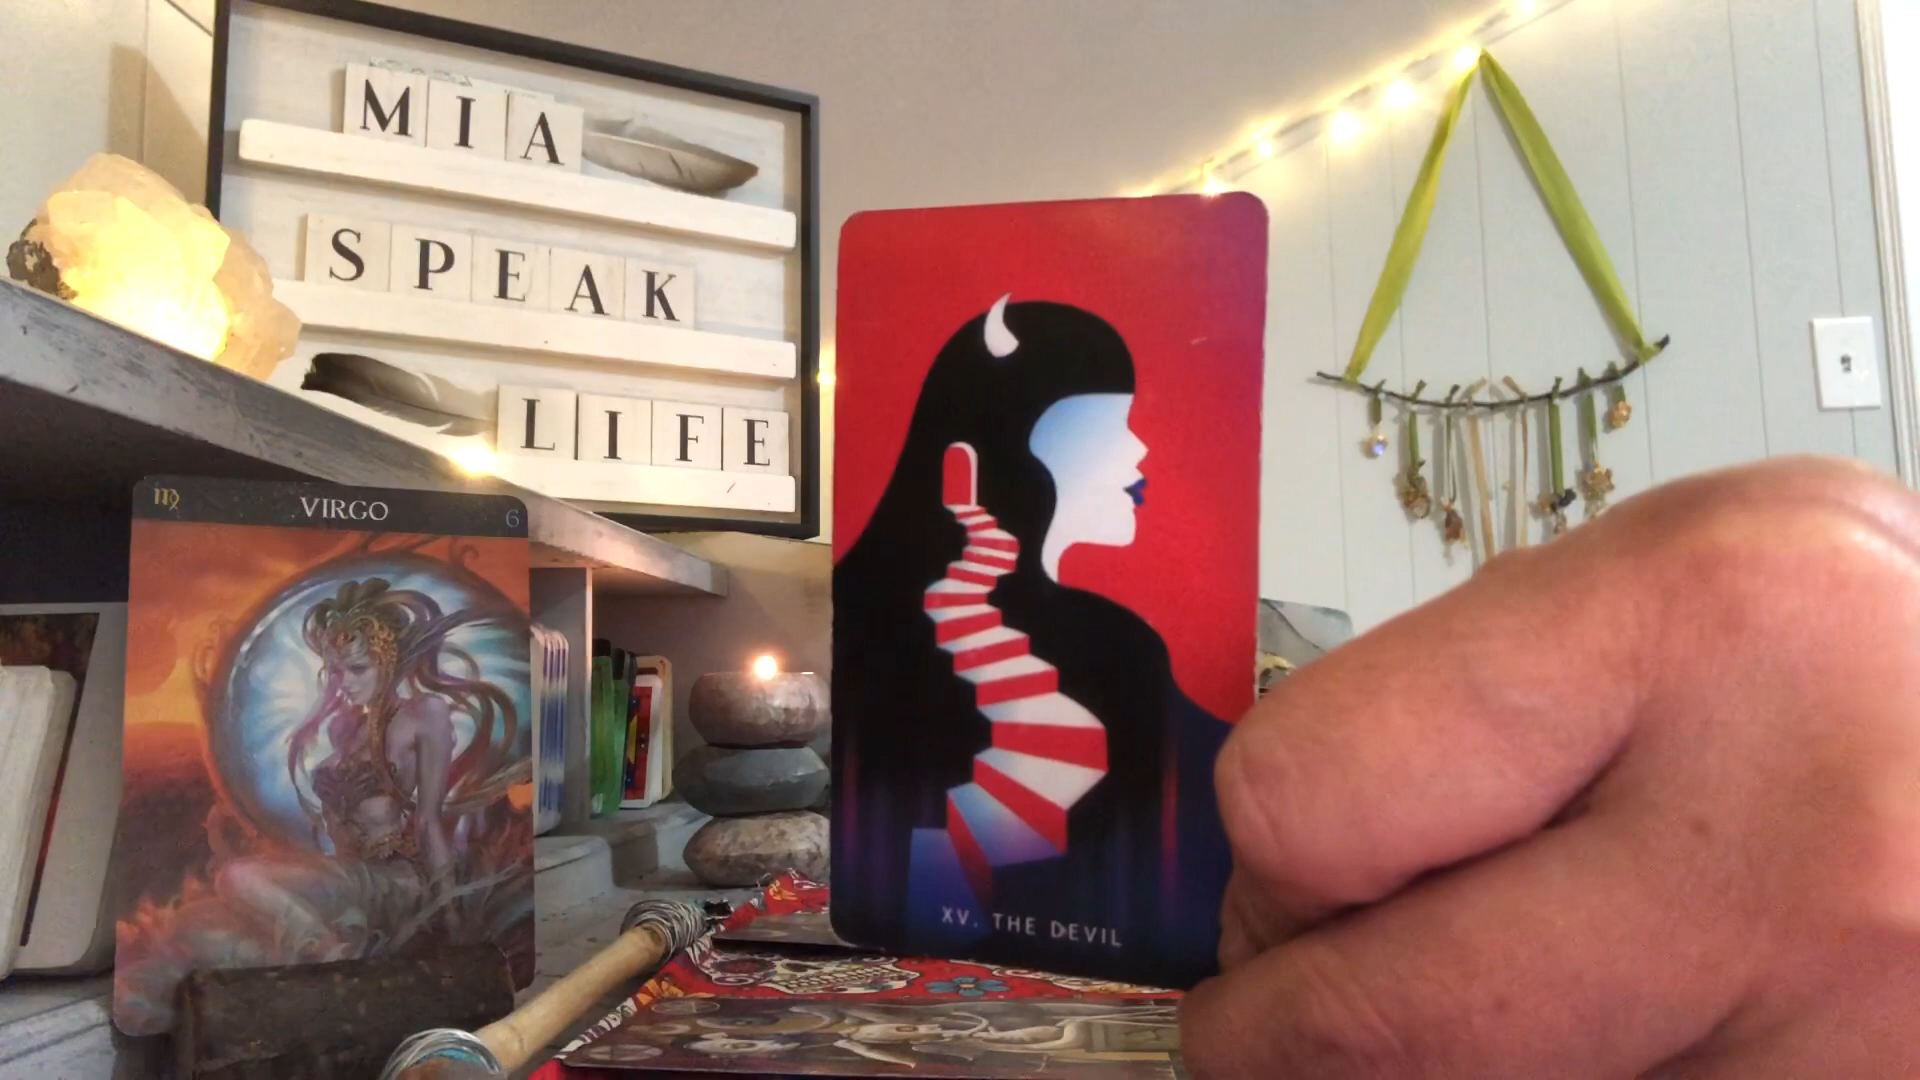 MIA
SPEAK
LIFE
♍ VIRGO 6
XV. THE DEVIL